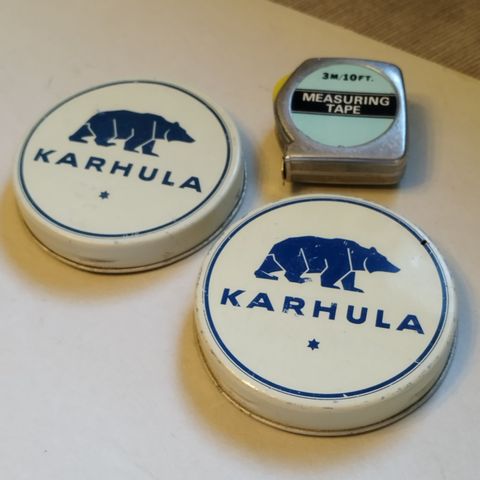 KARHULA
3M/10FT.
MEASURING
TAPE
KARHULA